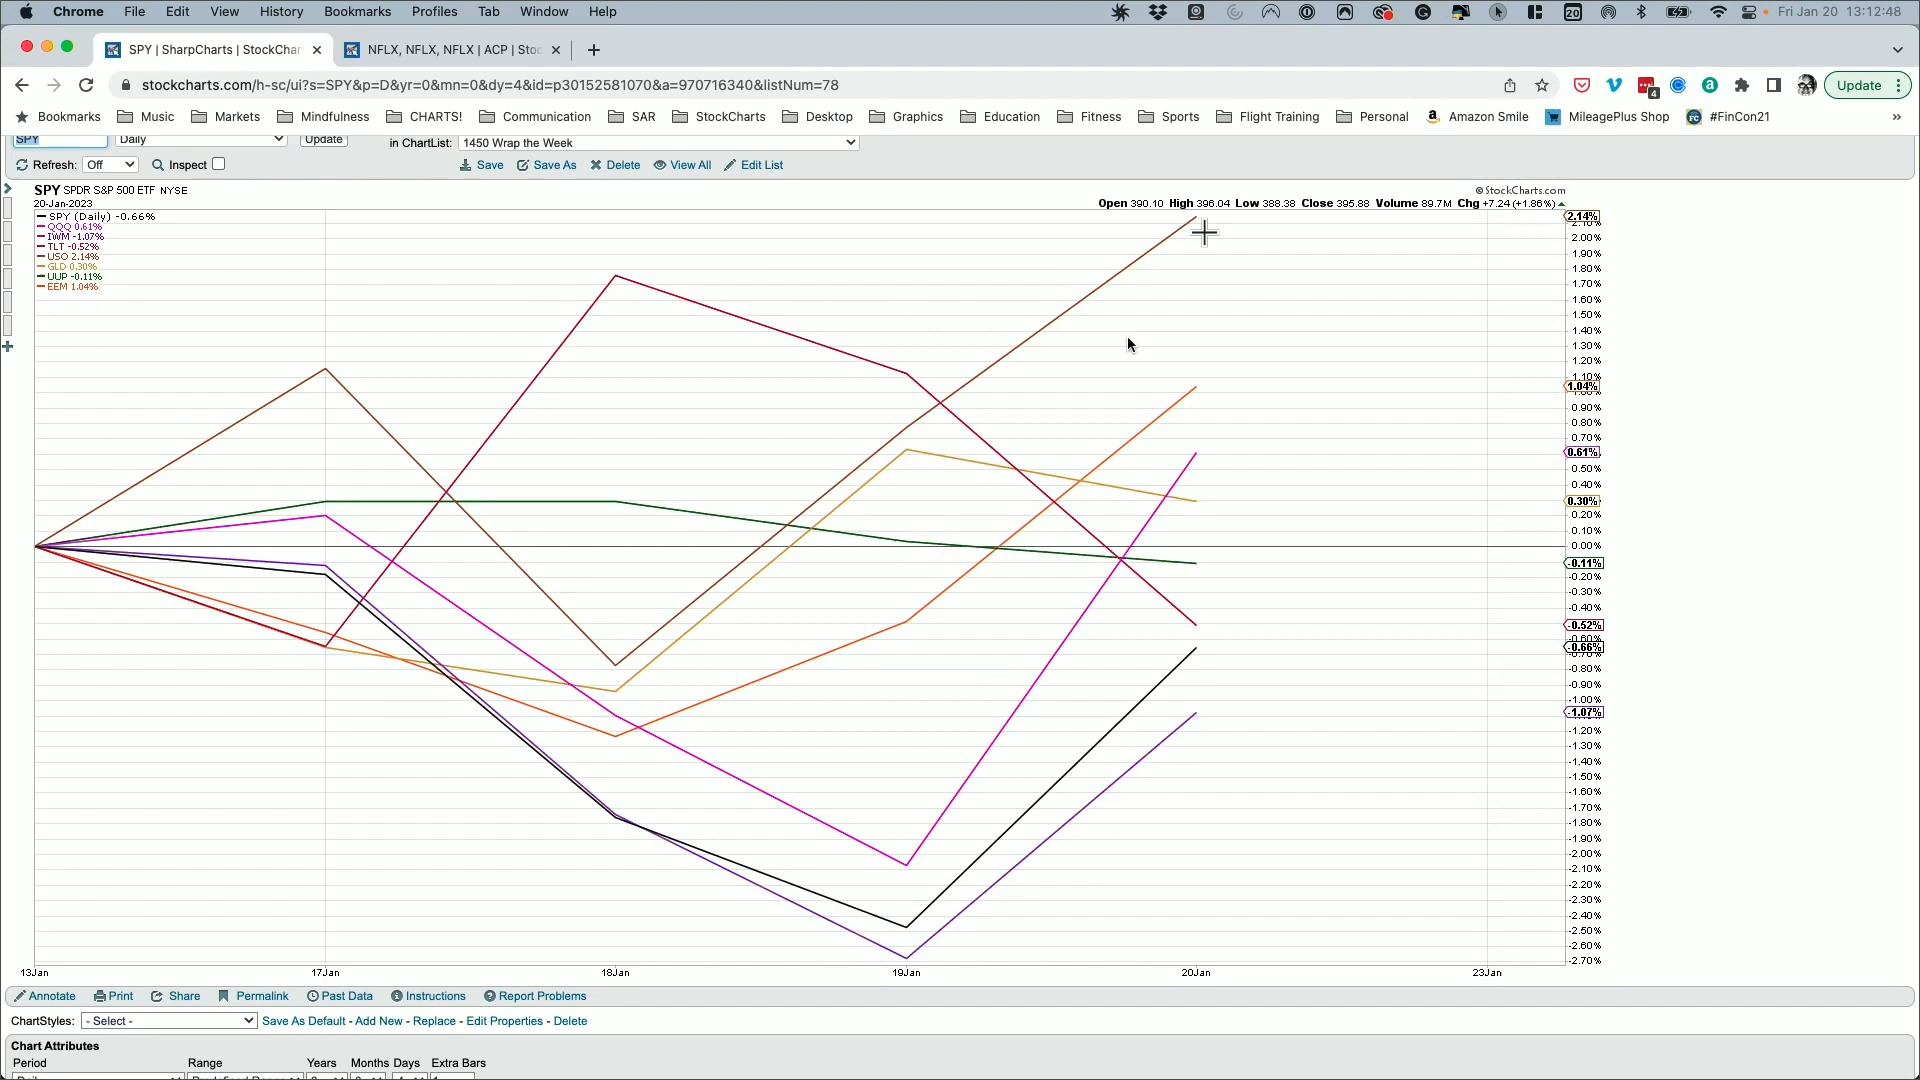 Chrome File Edit View History Bookmarks Profiles Tab Window Help 20 Fri Jan 20 13:12:48
SPY | SharpCharts | StockChar NFLX, NFLX, NFLX | ACP | Stoc
stockcharts.com/h-sc/ui?s=SPY&p=D&yr=0&mn=0&dy=4&id=p30152581070&a=970716340&listNum=78 4 Update
Bookmarks Music Markets Mindfulness CHARTS! Communication SAR StockCharts Desktop Graphics Education Fitness Sports Flight Training Personal Amazon Smile MileagePlus Shop #FinCon21 »
SPY Daily Update in ChartList: 1450 Wrap the Week
Refresh: Off Inspect Save Save As Delete View All Edit List
SPY SPDR S&P 500 ETF NYSE © StockCharts.com
20-Jan-2023 Open 390.10 High 396.04 Low 388.38 Close 395.88 Volume 89.7M Chg +7.24 (+1.86%)
SPY (Daily) -0.66%
QQQ 0.61%
IWM -1.07%
TLT -0.52%
USO 2.14%
GLD 0.30%
UUP -0.11%
EEM 1.04%
2.14%
2.10%
2.00%
1.90%
1.80%
1.70%
1.60%
1.50%
1.40%
1.30%
1.20%
1.10%
1.04%
1.00%
0.90%
0.80%
0.70%
0.61%
0.50%
0.40%
0.30%
0.20%
0.10%
0.00%
-0.11%
-0.20%
-0.30%
-0.40%
-0.52%
-0.60%
-0.66%
-0.70%
-0.80%
-0.90%
-1.00%
-1.07%
-1.20%
-1.30%
-1.40%
-1.50%
-1.60%
-1.70%
-1.80%
-1.90%
-2.00%
-2.10%
-2.20%
-2.30%
-2.40%
-2.50%
-2.60%
-2.70%
13Jan 17Jan 18Jan 19Jan 20Jan 23Jan
Annotate Print Share Permalink Past Data Instructions Report Problems
ChartStyles: - Select - Save As Default - Add New - Replace - Edit Properties - Delete
Chart Attributes
Period Range Years Months Days Extra Bars